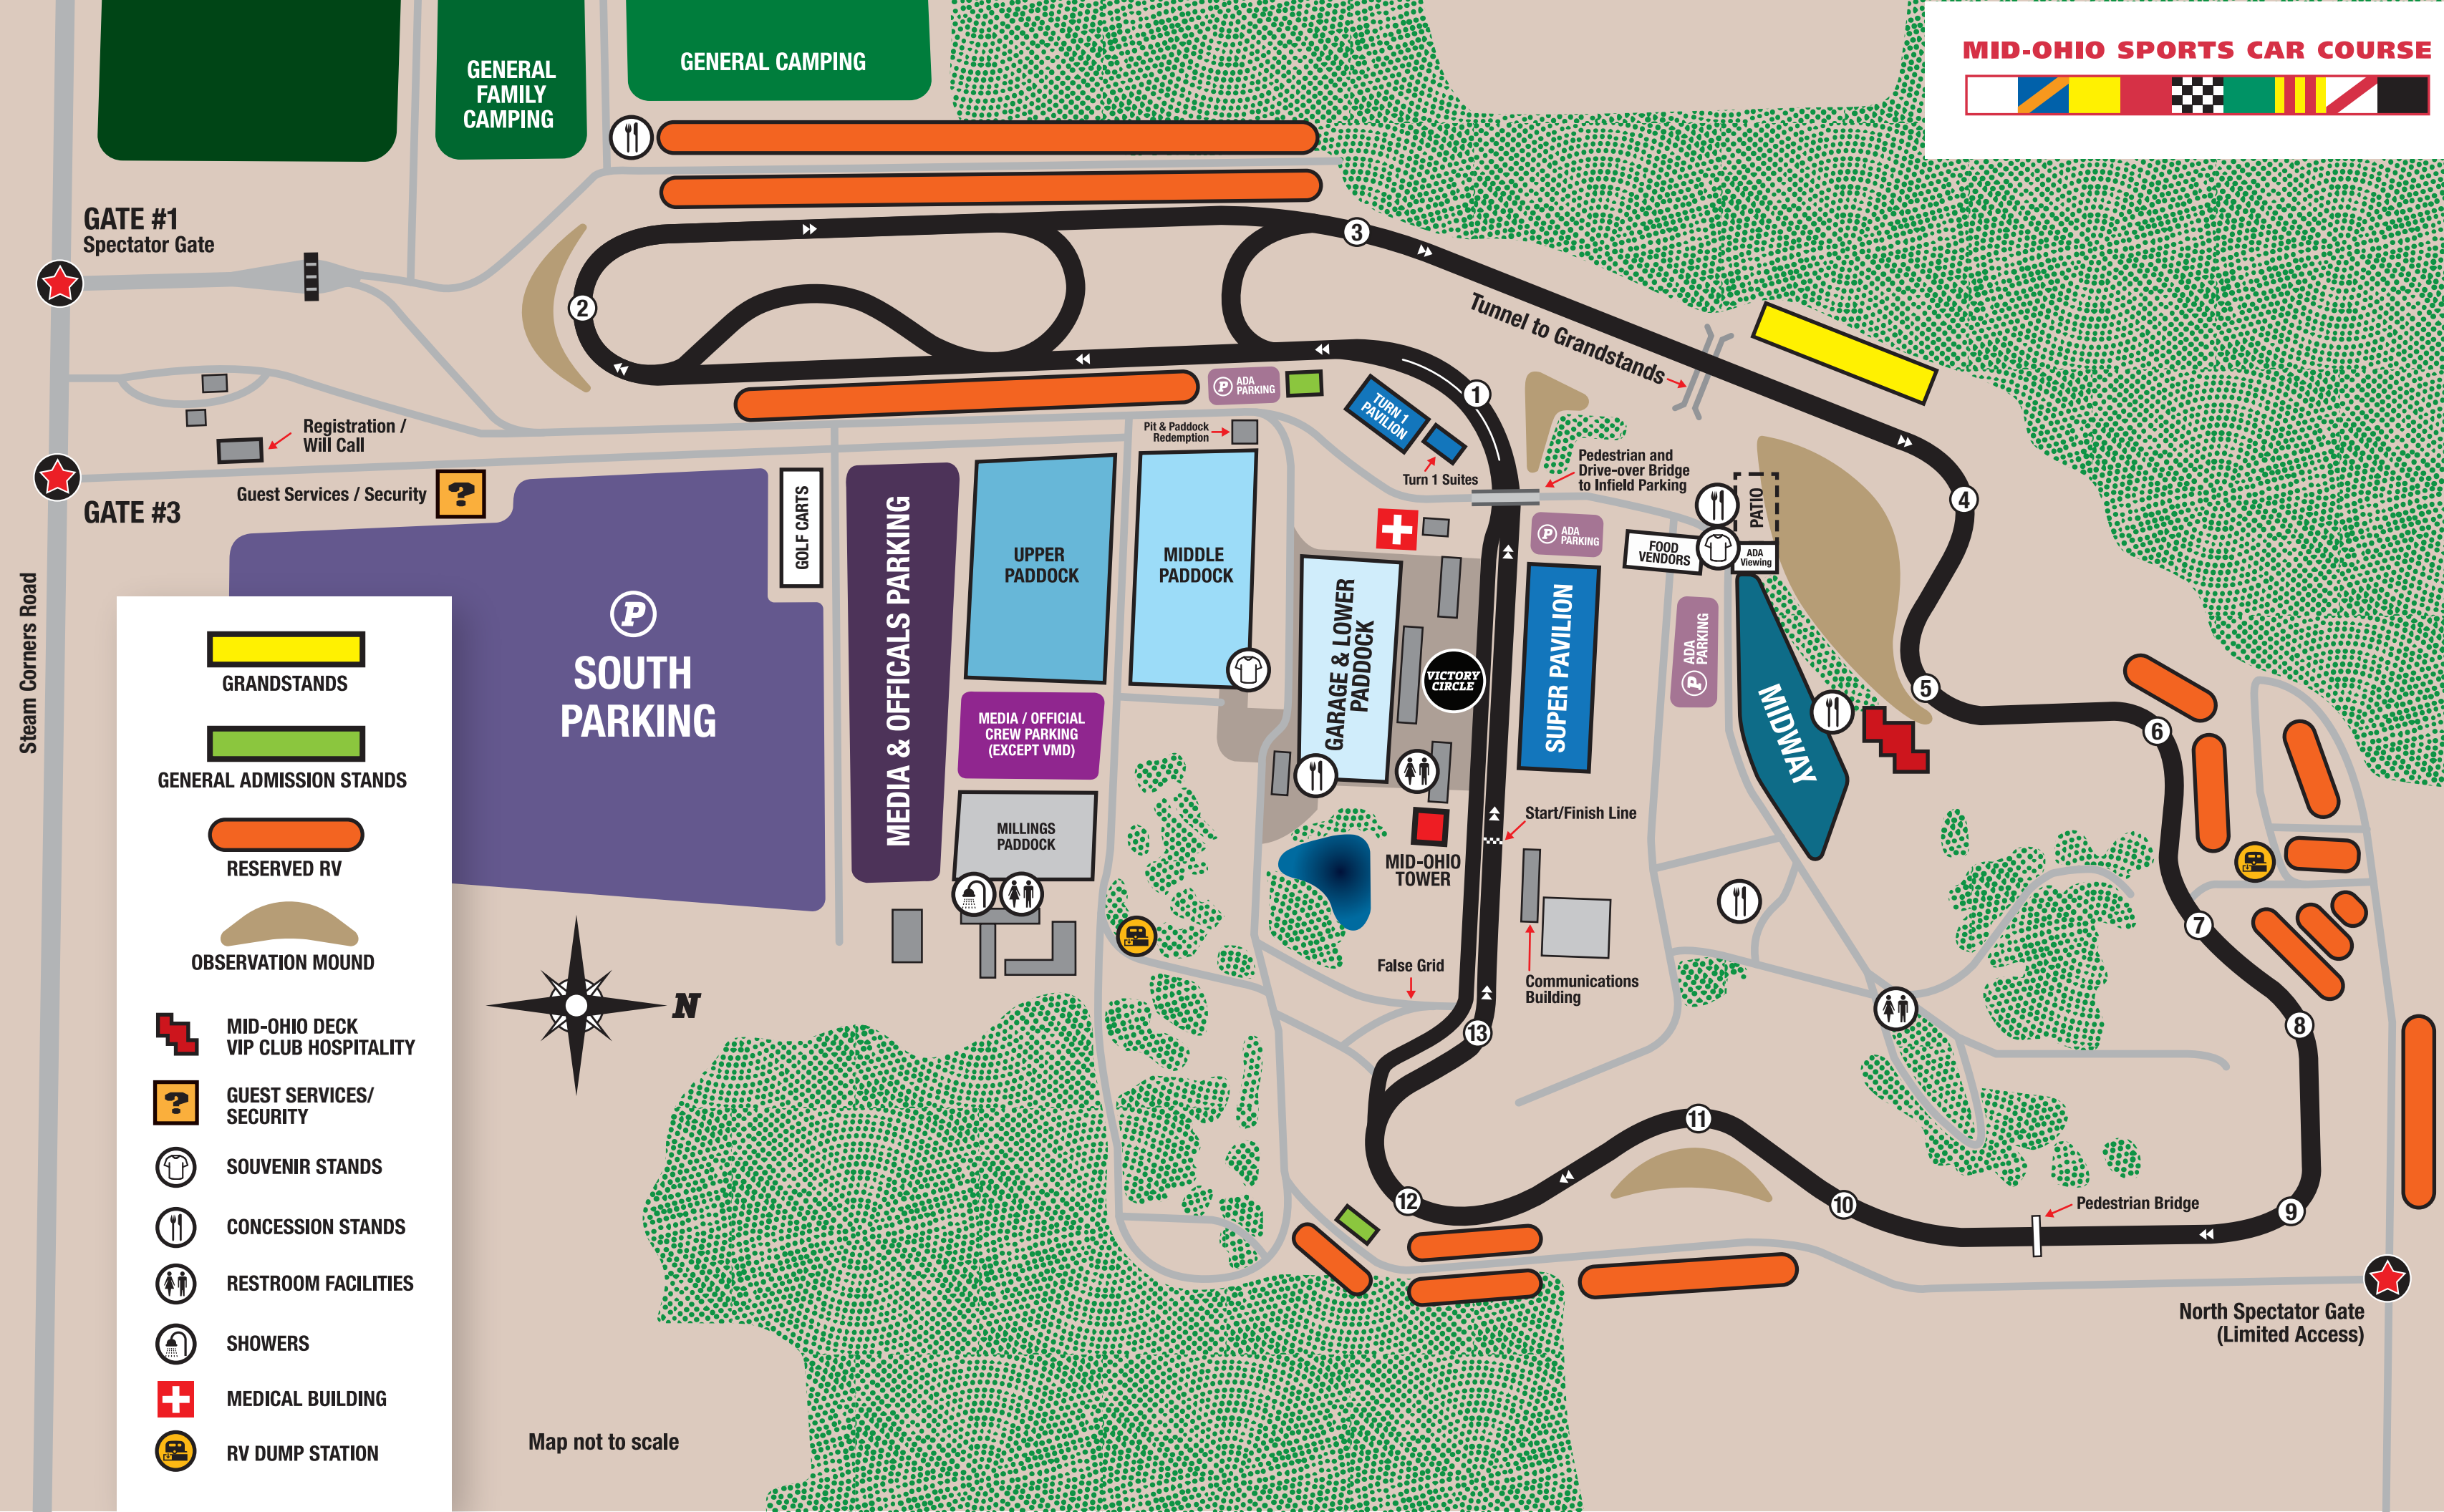 MID-OHIO SPORTS CAR COURSE
GENERAL
FAMILY
CAMPING
GENERAL CAMPING
GATE #1
Spectator Gate
2
3
Tunnel to Grandstands
1
P
ADA
PARKING
TURN 1
PAVILION
Turn 1 Suites
Pit & Paddock
Redemption
Pedestrian and
Drive-over Bridge
to Infield Parking
Registration /
Will Call
GATE #3
Guest Services / Security
?
Steam Corners Road
P
SOUTH
PARKING
GOLF CARTS
MEDIA & OFFICALS PARKING
UPPER
PADDOCK
MIDDLE
PADDOCK
MEDIA / OFFICIAL
CREW PARKING
(EXCEPT VMD)
MILLINGS
PADDOCK
GARAGE & LOWER
PADDOCK
VICTORY
CIRCLE
SUPER PAVILION
P
ADA
PARKING
FOOD
VENDORS
PATIO
ADA
Viewing
P
ADA
PARKING
MIDWAY
4
5
6
7
8
9
10
11
12
13
MID-OHIO
TOWER
Start/Finish Line
False Grid
Communications
Building
Pedestrian Bridge
North Spectator Gate
(Limited Access)
N
Map not to scale
GRANDSTANDS
GENERAL ADMISSION STANDS
RESERVED RV
OBSERVATION MOUND
MID-OHIO DECK
VIP CLUB HOSPITALITY
?
GUEST SERVICES/
SECURITY
SOUVENIR STANDS
CONCESSION STANDS
RESTROOM FACILITIES
SHOWERS
MEDICAL BUILDING
RV DUMP STATION